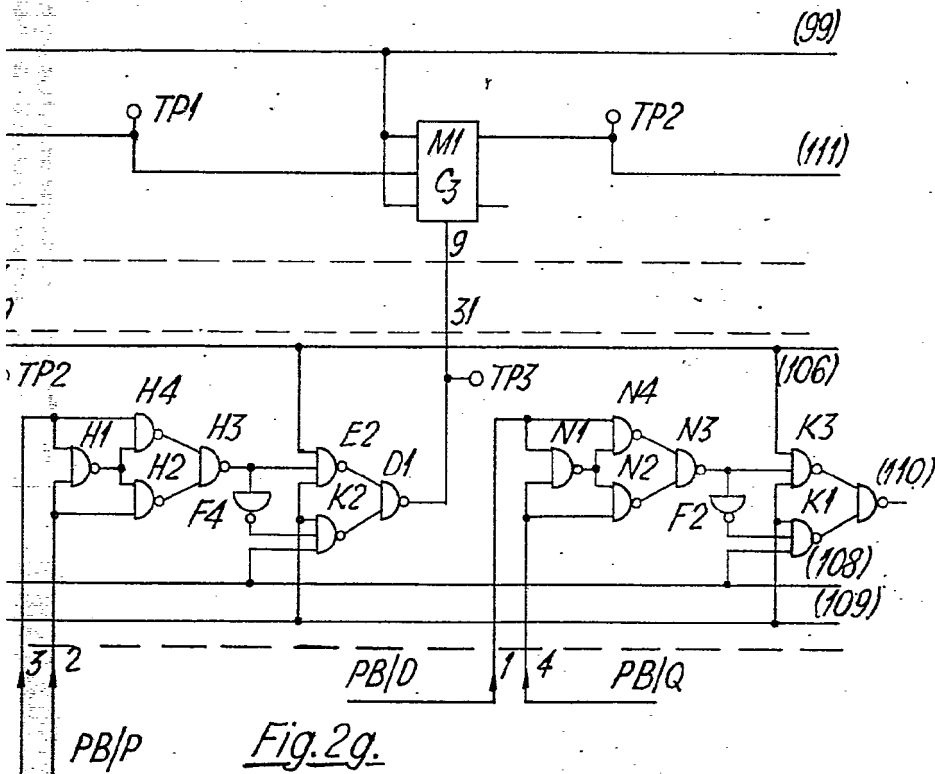 (99)
TP1
TP2
M1
C3
(111)
9
31
TP2
TP3
(106)
H4
H1
H3
H2
F4
E2
K2
D1
N4
N1
N3
N2
F2
K3
K1
(110)
(108)
(109)
3 2
PB/D
1 4
PB/Q
PB/P
Fig.2g.